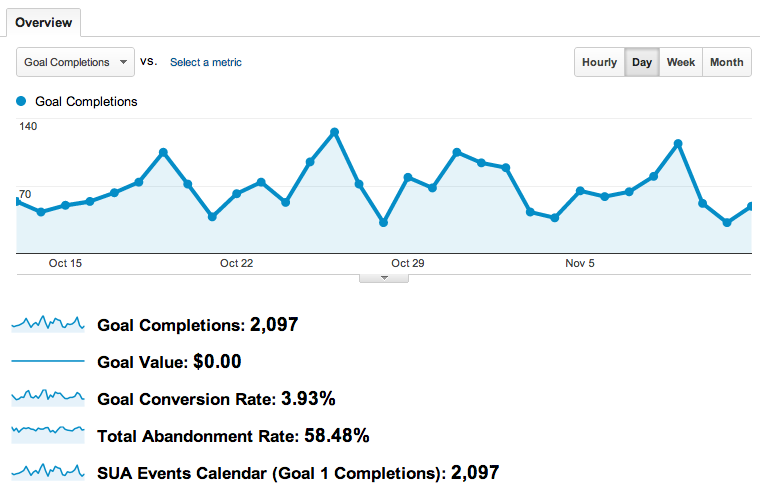 Overview
Goal Completions vs. Select a metric Hourly Day Week Month
Goal Completions
140
70
Oct 15 Oct 22 Oct 29 Nov 5
Goal Completions: 2,097
Goal Value: $0.00
Goal Conversion Rate: 3.93%
Total Abandonment Rate: 58.48%
SUA Events Calendar (Goal 1 Completions): 2,097